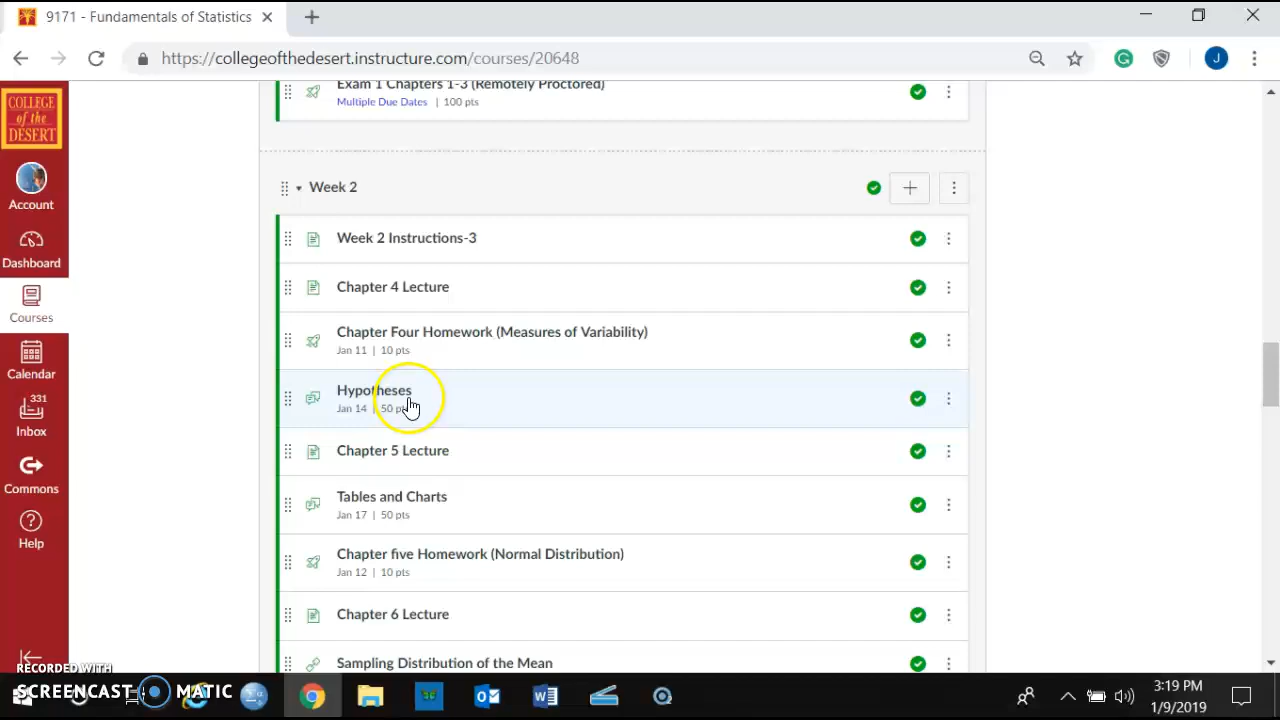 9171 - Fundamentals of Statistics
https://collegeofthedesert.instructure.com/courses/20648
J
COLLEGE
of the
DESERT
Account
Dashboard
Courses
Calendar
331
Inbox
Commons
Help
Exam 1 Chapters 1-3 (Remotely Proctored)
Multiple Due Dates | 100 pts
Week 2
Week 2 Instructions-3
Chapter 4 Lecture
Chapter Four Homework (Measures of Variability)
Jan 11 | 10 pts
Hypotheses
Jan 14 | 50 pts
Chapter 5 Lecture
Tables and Charts
Jan 17 | 50 pts
Chapter five Homework (Normal Distribution)
Jan 12 | 10 pts
Chapter 6 Lecture
Sampling Distribution of the Mean
RECORDED WITH
SCREENCAST MATIC
3:19 PM
1/9/2019